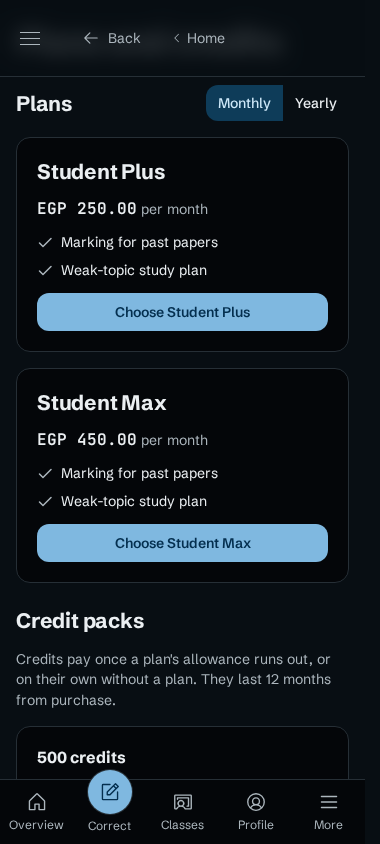 Back
Home
Plans
Monthly
Yearly
Student Plus
EGP 250.00 per month
Marking for past papers
Weak-topic study plan
Choose Student Plus
Student Max
EGP 450.00 per month
Marking for past papers
Weak-topic study plan
Choose Student Max
Credit packs
Credits pay once a plan's allowance runs out, or
on their own without a plan. They last 12 months
from purchase.
500 credits
Overview
Correct
Classes
Profile
More